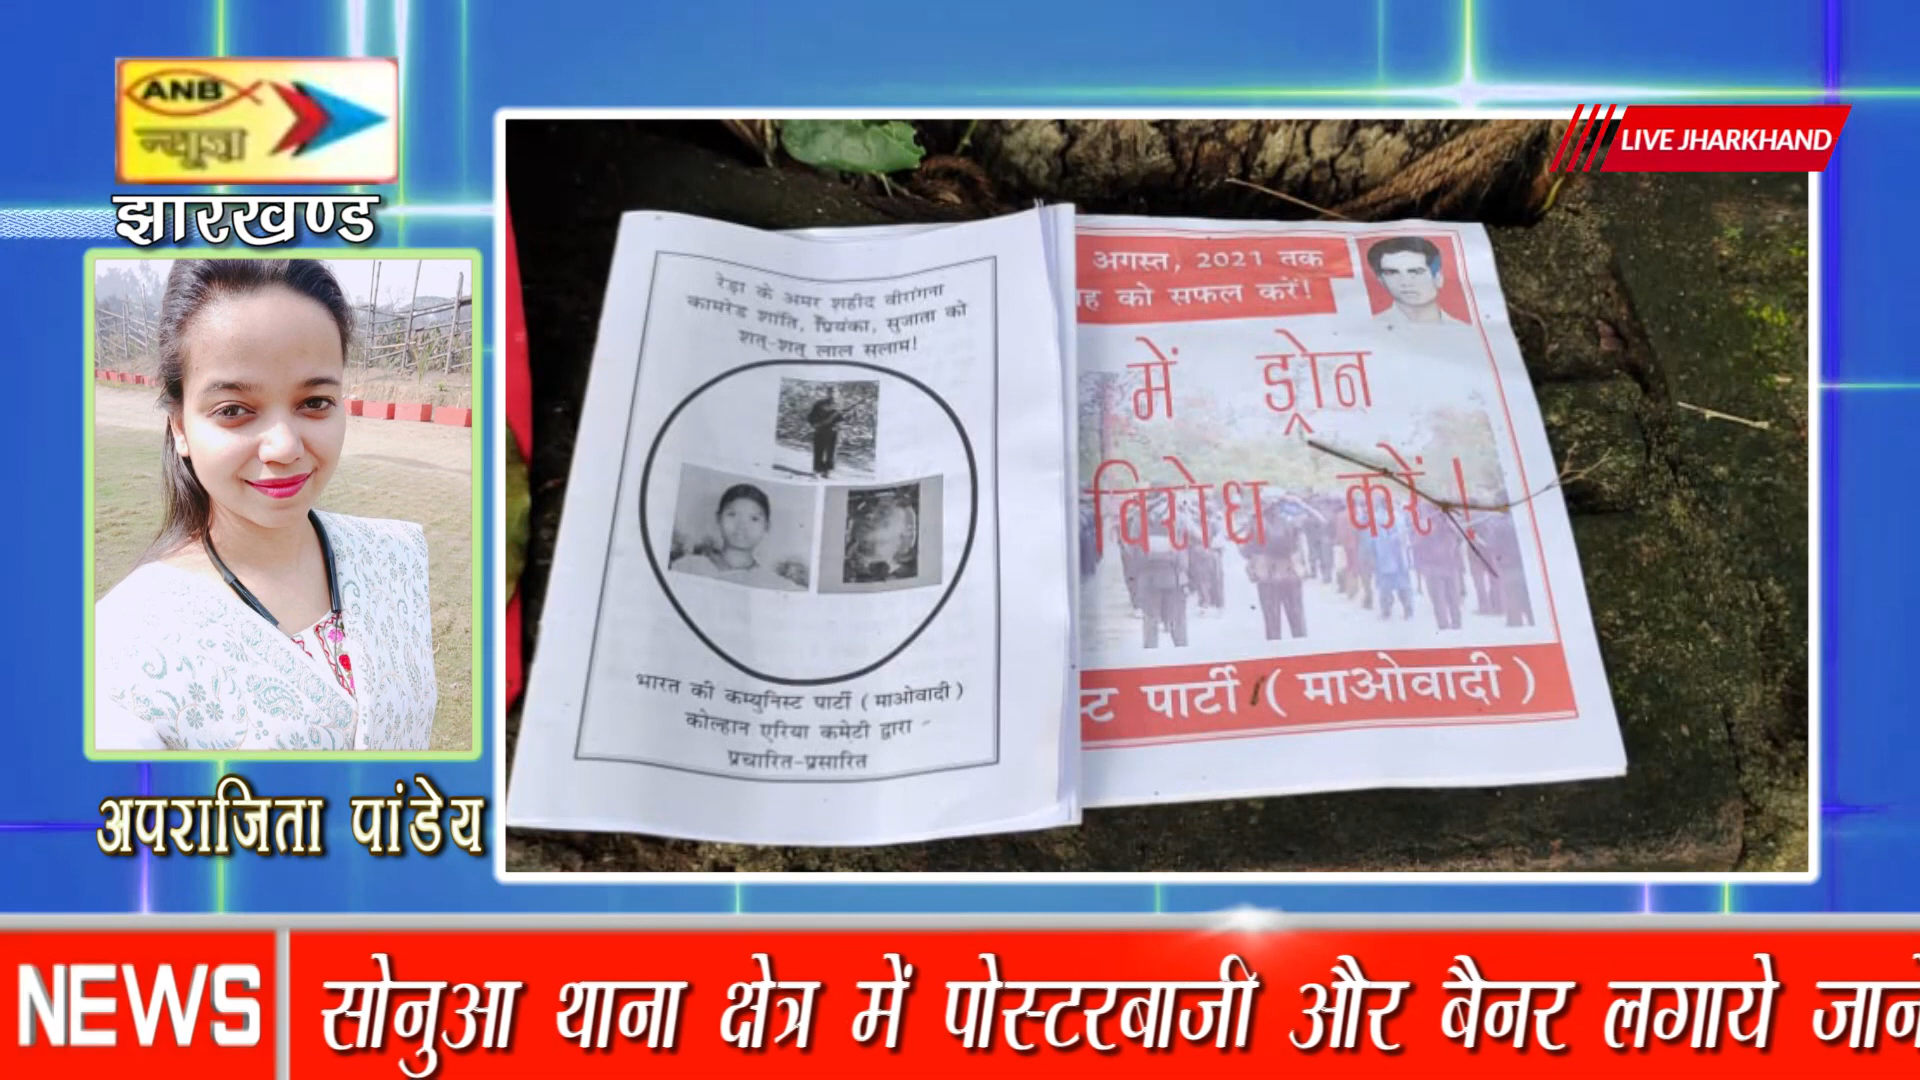 ANB
न्यूज़
झारखण्ड
अपराजिता पांडेय
LIVE JHARKHAND
रेड़ा के अमर शहीद वीरांगना
कामरेड शांति, प्रियंका, सुजाता को
शत्-शत् लाल सलाम!
भारत की कम्युनिस्ट पार्टी (माओवादी)
कोल्हान एरिया कमेटी द्वारा -
प्रचारित-प्रसारित
अगस्त, 2021 तक
ाह को सफल करें!
में ड्रोन
विरोध करें!
स्ट पार्टी (माओवादी)
NEWS
सोनुआ थाना क्षेत्र में पोस्टरबाजी और बैनर लगाये जाने